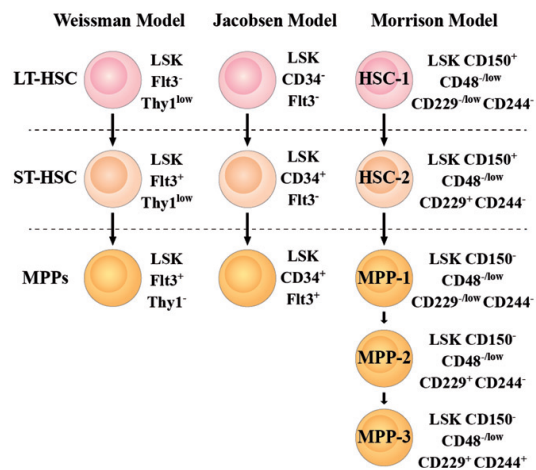 Weissman Model
Jacobsen Model
Morrison Model
LT-HSC
LSK
Flt3⁻
Thy1ˡᵒʷ
LSK
CD34⁻
Flt3⁻
HSC-1
LSK CD150⁺
CD48⁻/ˡᵒʷ
CD229⁻/ˡᵒʷ CD244⁻
ST-HSC
LSK
Flt3⁺
Thy1ˡᵒʷ
LSK
CD34⁺
Flt3⁻
HSC-2
LSK CD150⁺
CD48⁻/ˡᵒʷ
CD229⁺ CD244⁻
MPPs
LSK
Flt3⁺
Thy1⁻
LSK
CD34⁺
Flt3⁺
MPP-1
LSK CD150⁻
CD48⁻/ˡᵒʷ
CD229⁻/ˡᵒʷ CD244⁻
MPP-2
LSK CD150⁻
CD48⁻/ˡᵒʷ
CD229⁺ CD244⁻
MPP-3
LSK CD150⁻
CD48⁻/ˡᵒʷ
CD229⁺ CD244⁺